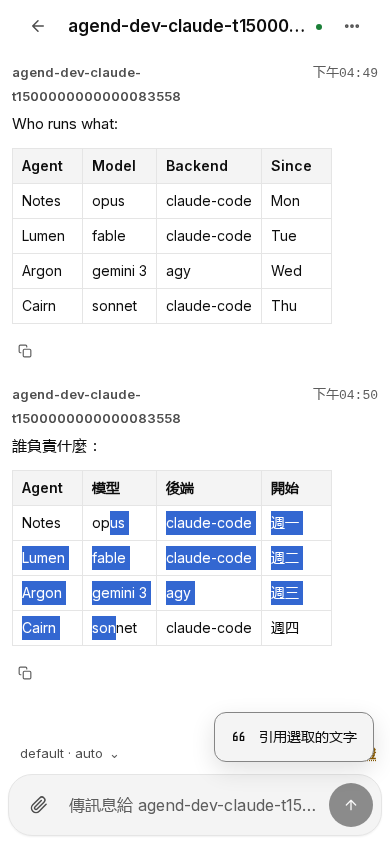 agend-dev-claude-t15000...
agend-dev-claude-
t1500000000000083558
下午04:49
Who runs what:
Agent Model Backend Since
Notes opus claude-code Mon
Lumen fable claude-code Tue
Argon gemini 3 agy Wed
Cairn sonnet claude-code Thu
agend-dev-claude-
t1500000000000083558
下午04:50
誰負責什麼：
Agent 模型 後端 開始
Notes opus claude-code 週一
Lumen fable claude-code 週二
Argon gemini 3 agy 週三
Cairn sonnet claude-code 週四
引用選取的文字
default · auto
傳訊息給 agend-dev-claude-t15...